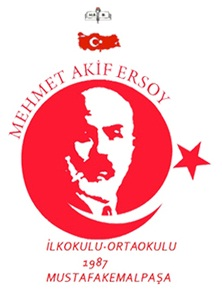 MEHMET AKİF ERSOY
İLKOKULU-ORTAOKULU
1987
MUSTAFAKEMALPAŞA